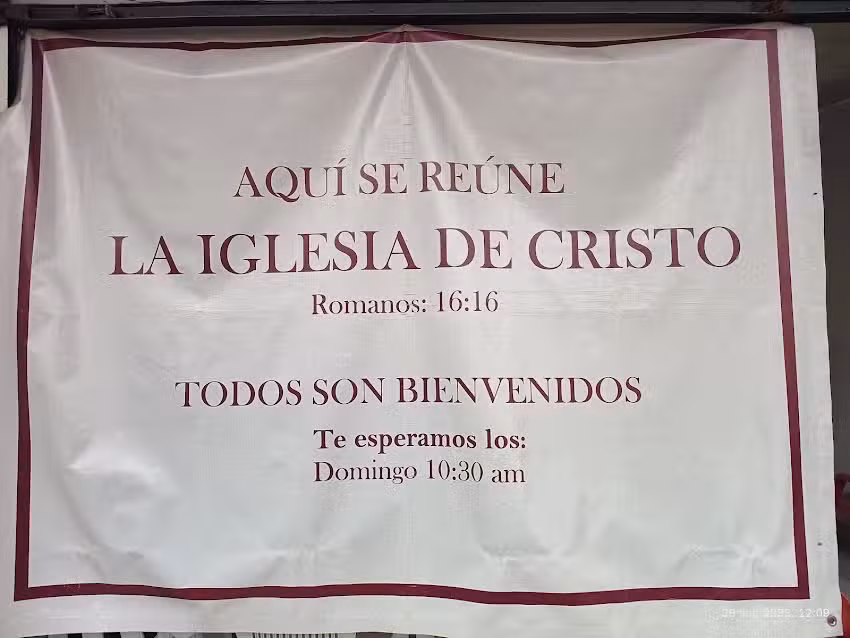 AQUÍ SE REÚNE
LA IGLESIA DE CRISTO
Romanos: 16:16
TODOS SON BIENVENIDOS
Te esperamos los:
Domingo 10:30 am